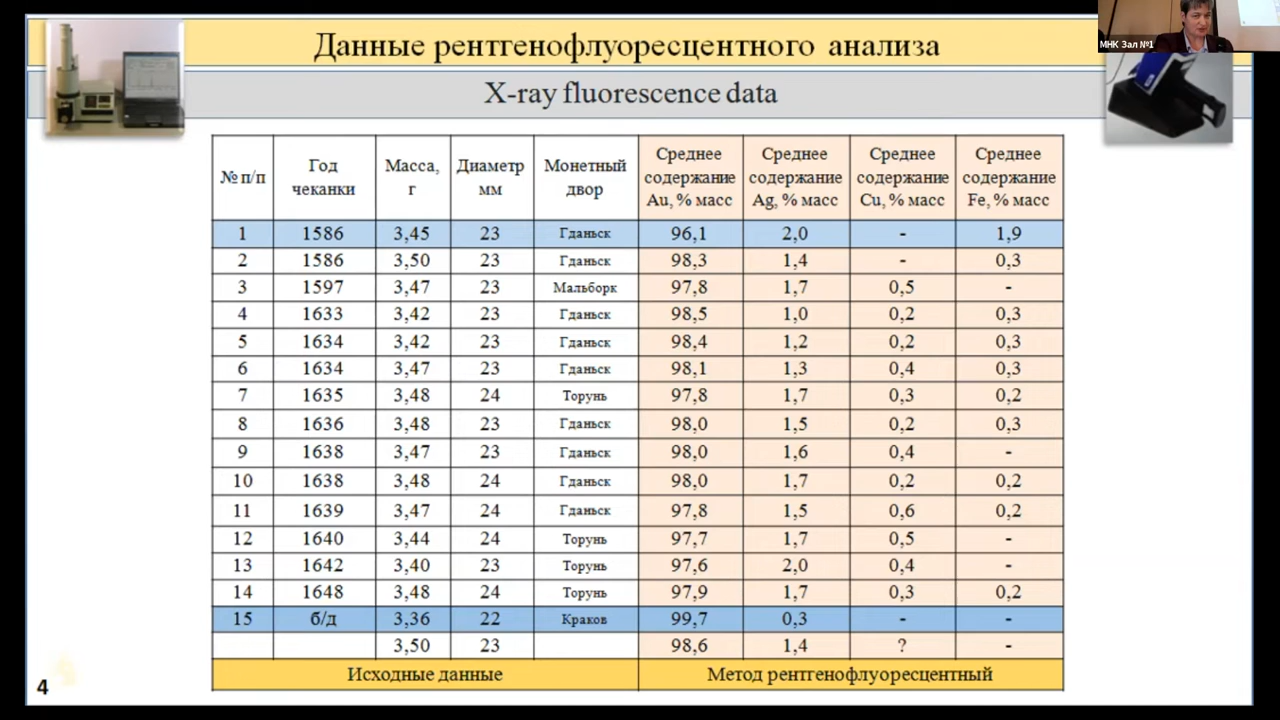 МНК Зал №1
Данные рентгенофлуоресцентного анализа
X-ray fluorescence data
№ п/п Год чеканки Масса, г Диаметр мм Монетный двор Среднее содержание Au, % масс Среднее содержание Ag, % масс Среднее содержание Cu, % масс Среднее содержание Fe, % масс
1 1586 3,45 23 Гданьск 96,1 2,0 - 1,9
2 1586 3,50 23 Гданьск 98,3 1,4 - 0,3
3 1597 3,47 23 Мальборк 97,8 1,7 0,5 -
4 1633 3,42 23 Гданьск 98,5 1,0 0,2 0,3
5 1634 3,42 23 Гданьск 98,4 1,2 0,2 0,3
6 1634 3,47 23 Гданьск 98,1 1,3 0,4 0,3
7 1635 3,48 24 Торунь 97,8 1,7 0,3 0,2
8 1636 3,48 23 Гданьск 98,0 1,5 0,2 0,3
9 1638 3,47 23 Гданьск 98,0 1,6 0,4 -
10 1638 3,48 24 Гданьск 98,0 1,7 0,2 0,2
11 1639 3,47 24 Гданьск 97,8 1,5 0,6 0,2
12 1640 3,44 24 Торунь 97,7 1,7 0,5 -
13 1642 3,40 23 Торунь 97,6 2,0 0,4 -
14 1648 3,48 24 Торунь 97,9 1,7 0,3 0,2
15 б/д 3,36 22 Краков 99,7 0,3 - -
3,50 23 98,6 1,4 ? -
Исходные данные Метод рентгенофлуоресцентный
4